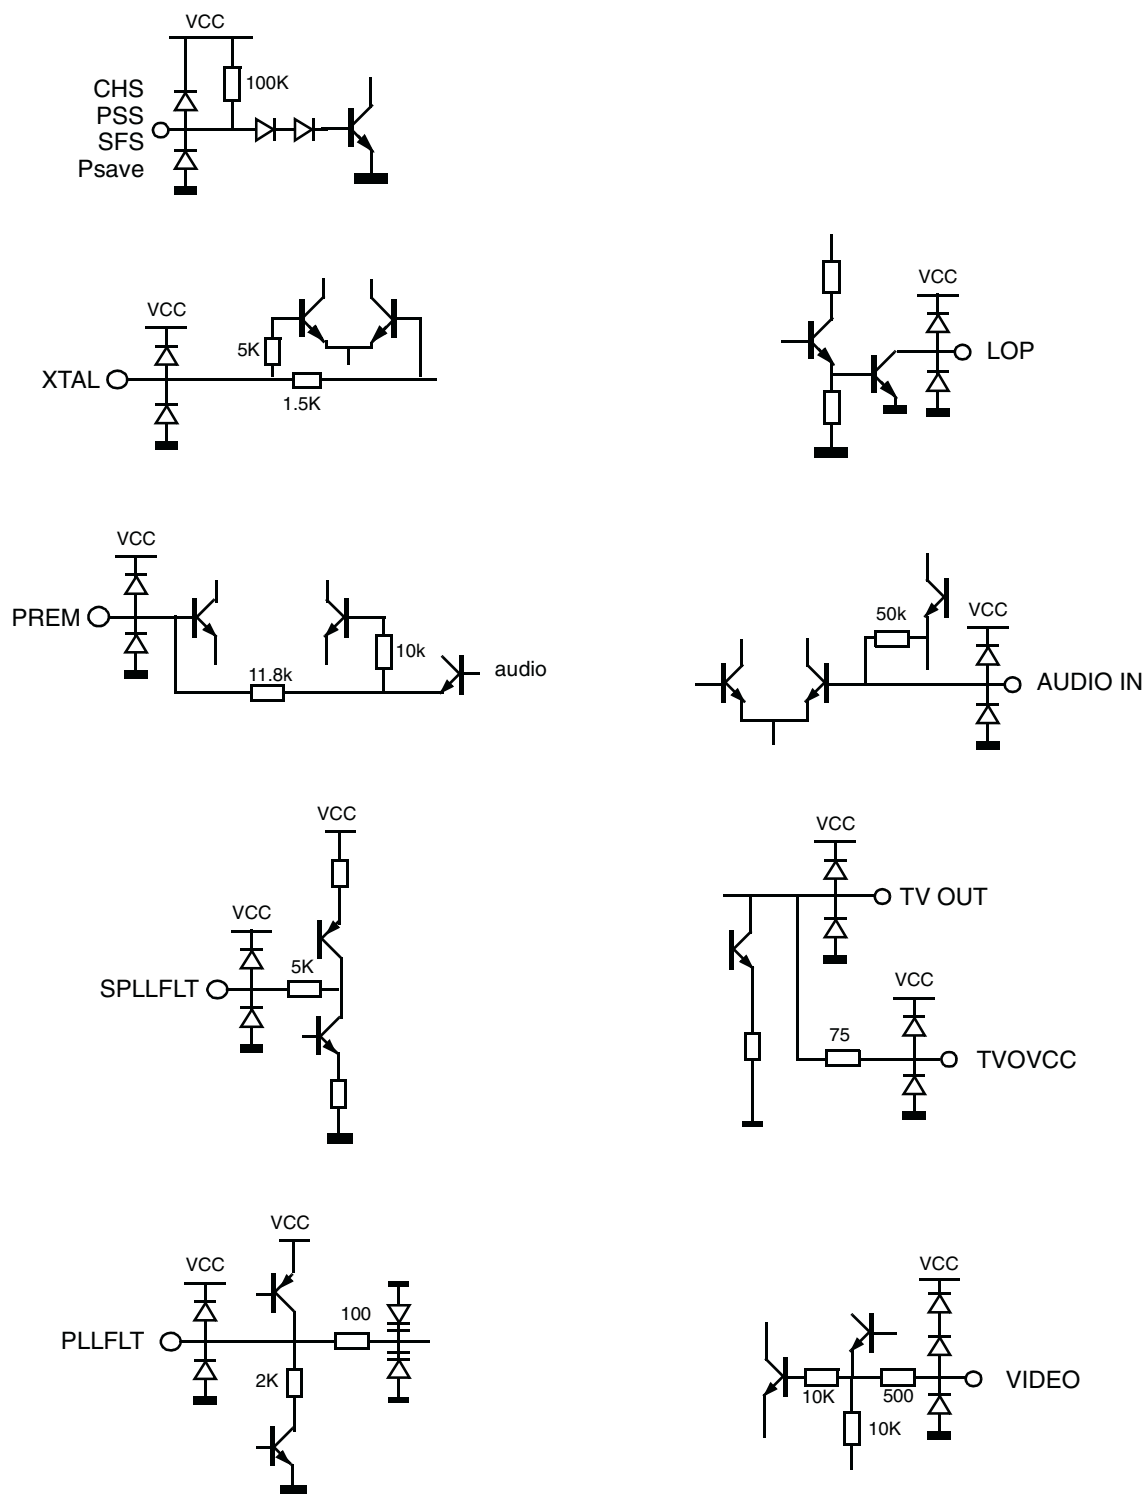 VCC
100K
CHS
PSS
SFS
Psave
VCC
5K
XTAL
1.5K
VCC
LOP
VCC
PREM
11.8k
10k
audio
50k
VCC
AUDIO IN
VCC
VCC
5K
SPLLFLT
VCC
TV OUT
VCC
75
TVOVCC
VCC
VCC
100
PLLFLT
2K
VCC
10K
500
VIDEO
10K